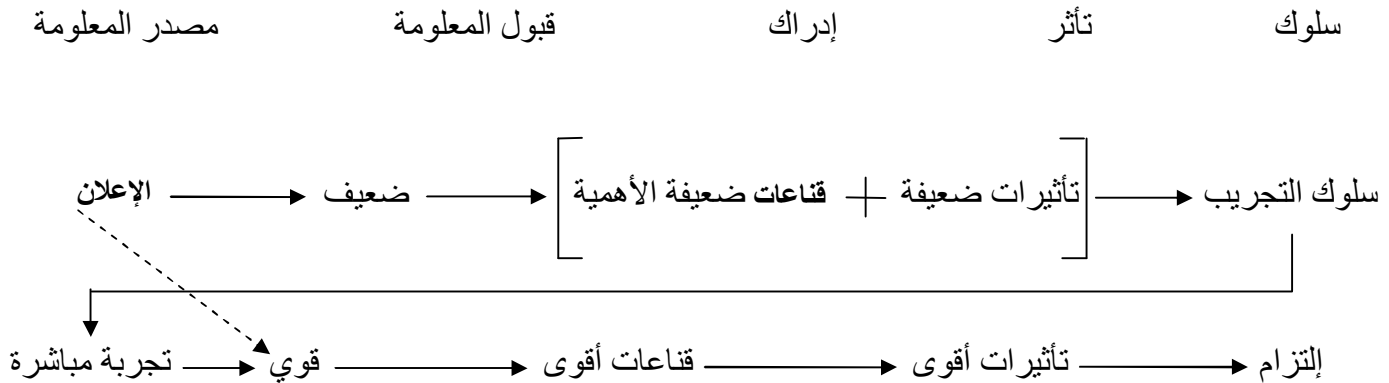 سلوك تأثر إدراك قبول المعلومة مصدر المعلومة
سلوك التجريب تأثيرات ضعيفة + قناعات ضعيفة الأهمية ضعيف الإعلان
إلتزام تأثيرات أقوى قناعات أقوى قوي تجربة مباشرة